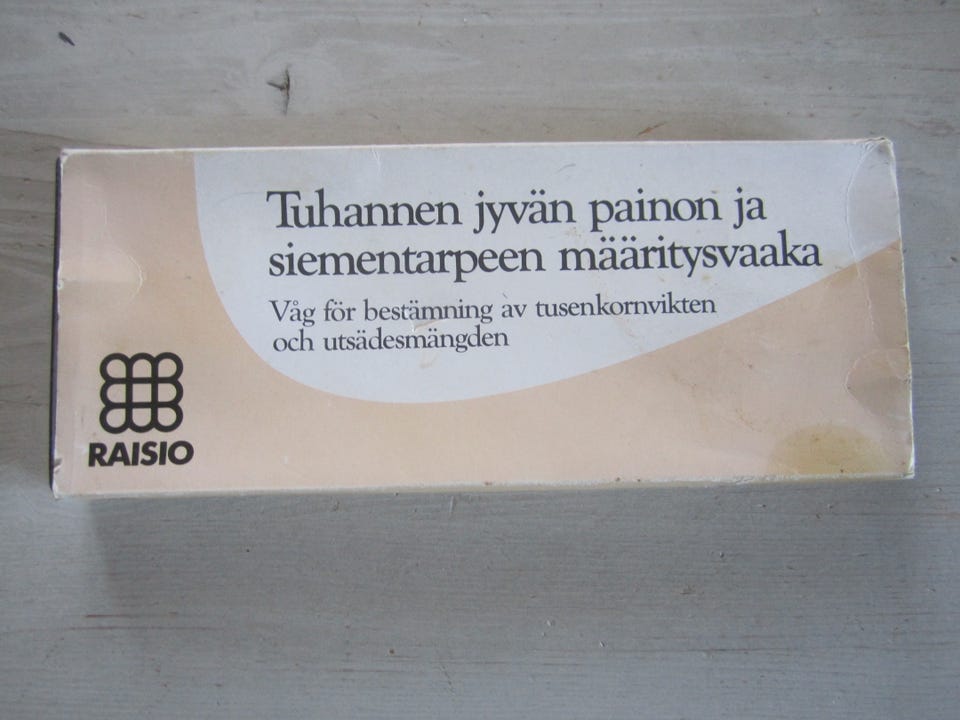 Tuhannen jyvän painon ja
siementarpeen määritysvaaka
Våg för bestämning av tusenkornvikten
och utsädesmängden
RAISIO